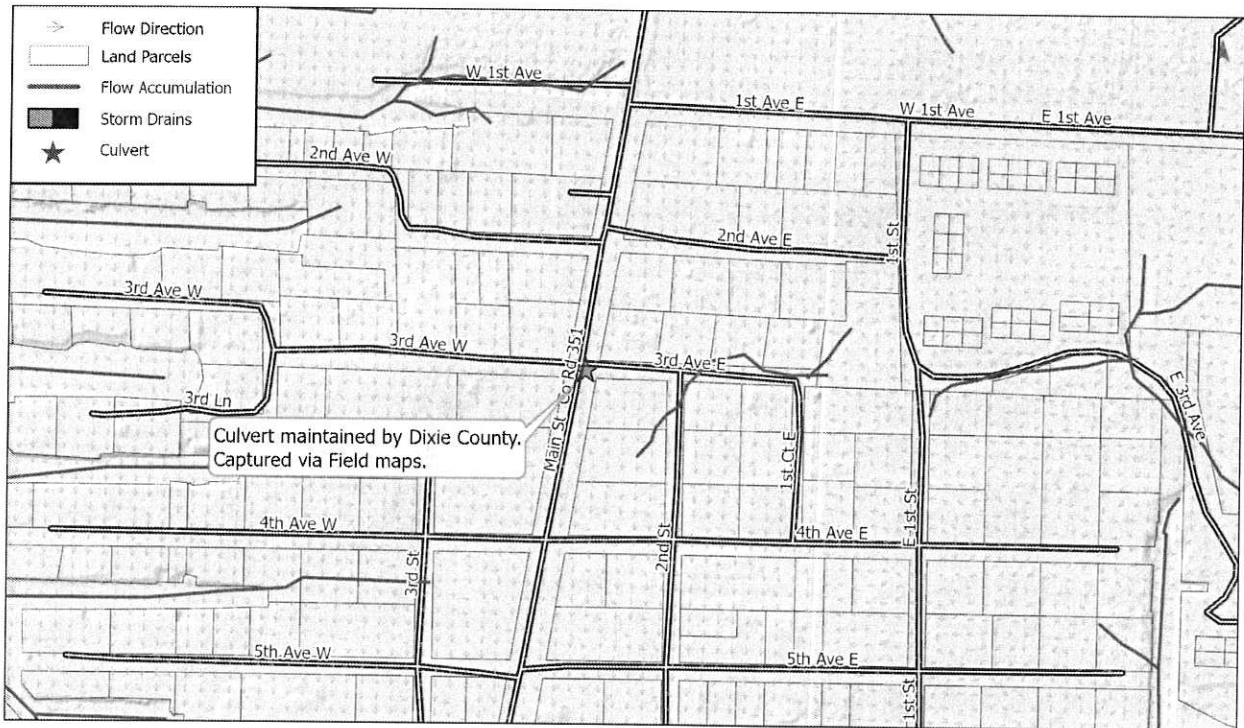 Flow Direction
Land Parcels
Flow Accumulation
Storm Drains
Culvert
W 1st Ave
1st Ave E
W 1st Ave
E 1st Ave
2nd Ave W
2nd Ave E
1st St
3rd Ave W
3rd Ave W
3rd Ave E
3rd Ln
E 3rd Ave
Main St Co Rd 351
Culvert maintained by Dixie County.
Captured via Field maps.
1st Ct E
4th Ave W
4th Ave E
3rd St
2nd St
E 1st St
5th Ave W
5th Ave E
1st St